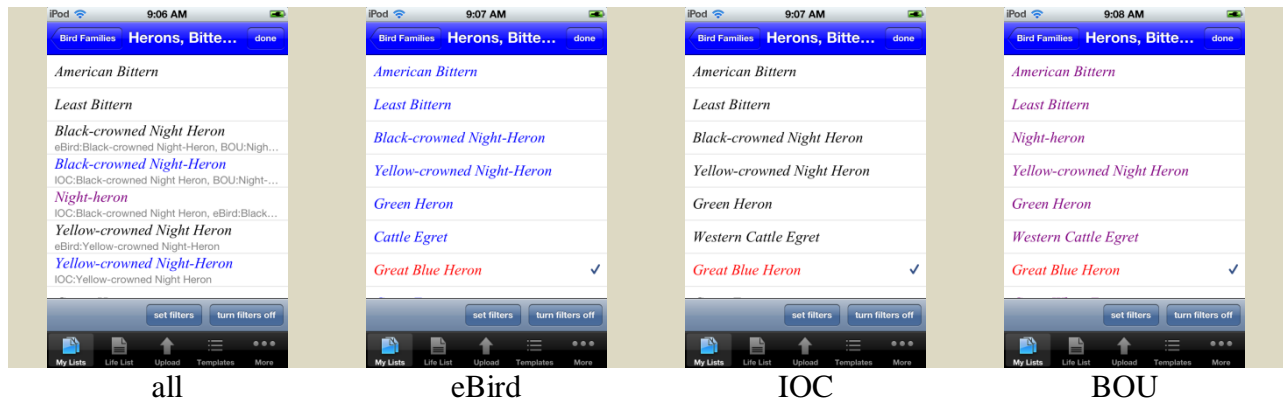 iPod 9:06 AM
Bird Families Herons, Bitte... done
American Bittern
Least Bittern
Black-crowned Night Heron
eBird:Black-crowned Night-Heron, BOU:Nigh...
Black-crowned Night-Heron
IOC:Black-crowned Night Heron, BOU:Night-...
Night-heron
IOC:Black-crowned Night Heron, eBird:Black...
Yellow-crowned Night Heron
eBird:Yellow-crowned Night-Heron
Yellow-crowned Night-Heron
IOC:Yellow-crowned Night Heron
set filters turn filters off
My Lists Life List Upload Templates More
all
iPod 9:07 AM
Bird Families Herons, Bitte... done
American Bittern
Least Bittern
Black-crowned Night-Heron
Yellow-crowned Night-Heron
Green Heron
Cattle Egret
Great Blue Heron
set filters turn filters off
My Lists Life List Upload Templates More
eBird
iPod 9:07 AM
Bird Families Herons, Bitte... done
American Bittern
Least Bittern
Black-crowned Night Heron
Yellow-crowned Night Heron
Green Heron
Western Cattle Egret
Great Blue Heron
set filters turn filters off
My Lists Life List Upload Templates More
IOC
iPod 9:08 AM
Bird Families Herons, Bitte... done
American Bittern
Least Bittern
Night-heron
Yellow-crowned Night Heron
Green Heron
Western Cattle Egret
Great Blue Heron
set filters turn filters off
My Lists Life List Upload Templates More
BOU